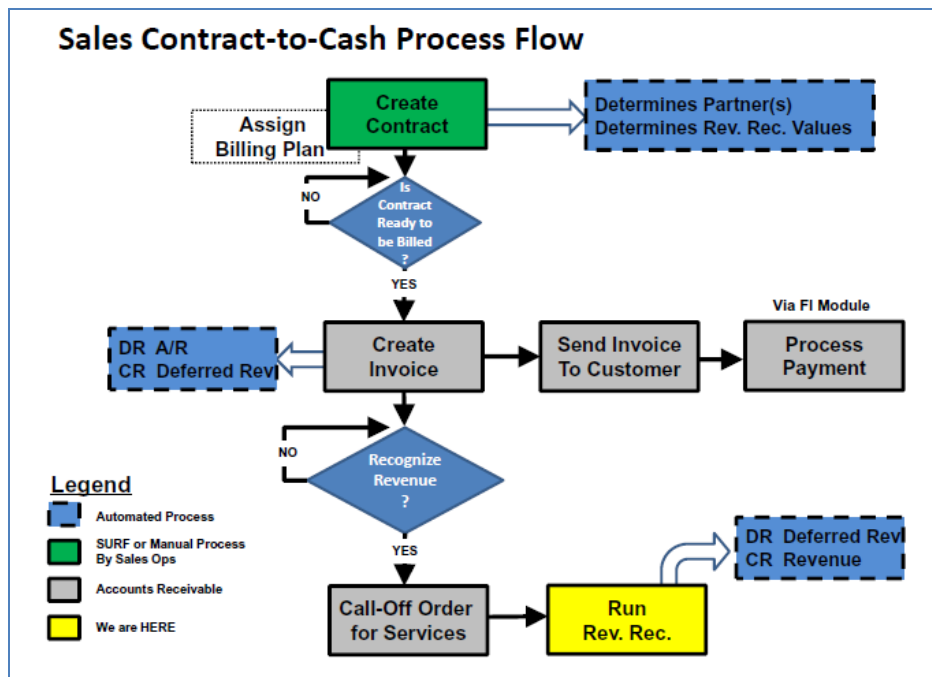 Sales Contract-to-Cash Process Flow
Create
Contract
Determines Partner(s)
Determines Rev. Rec. Values
Assign
Billing Plan
NO
Is
Contract
Ready to
be Billed
?
YES
Via FI Module
DR A/R
CR Deferred Rev
Create
Invoice
Send Invoice
To Customer
Process
Payment
NO
Recognize
Revenue
?
YES
Legend
Automated Process
SURF or Manual Process
By Sales Ops
Accounts Receivable
We are HERE
Call-Off Order
for Services
Run
Rev. Rec.
DR Deferred Rev
CR Revenue